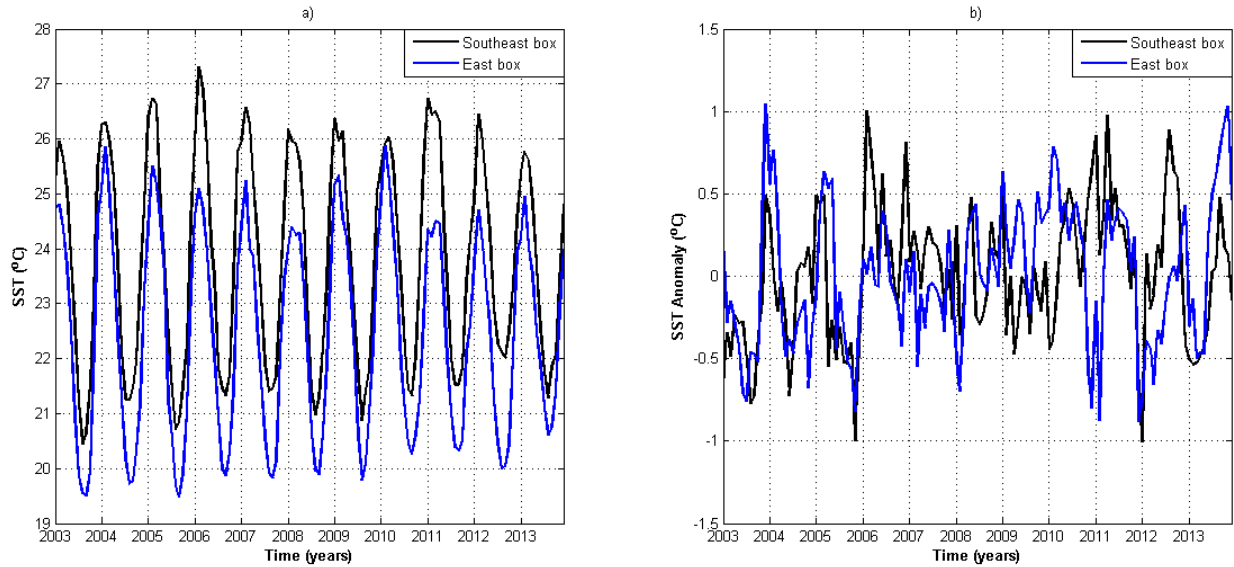 a)
28
27
26
25
24
23
22
21
20
19
SST (⁰C)
Southeast box
East box
2003 2004 2005 2006 2007 2008 2009 2010 2011 2012 2013
Time (years)
b)
1.5
1
0.5
0
-0.5
-1
-1.5
SST Anomaly (⁰C)
Southeast box
East box
2003 2004 2005 2006 2007 2008 2009 2010 2011 2012 2013
Time (years)